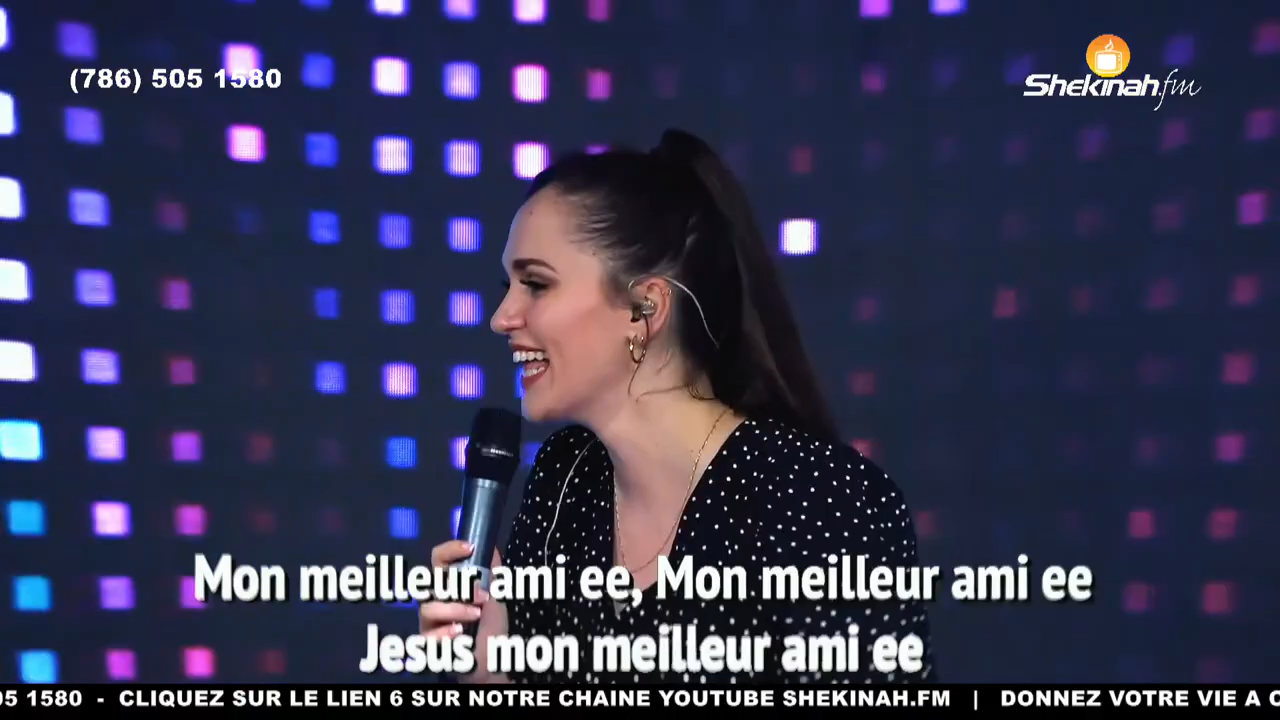 (786) 505 1580
Shekinah.fm
Mon meilleur ami ee, Mon meilleur ami ee
Jesus mon meilleur ami ee
05 1580 - CLIQUEZ SUR LE LIEN 6 SUR NOTRE CHAINE YOUTUBE SHEKINAH.FM | DONNEZ VOTRE VIE A